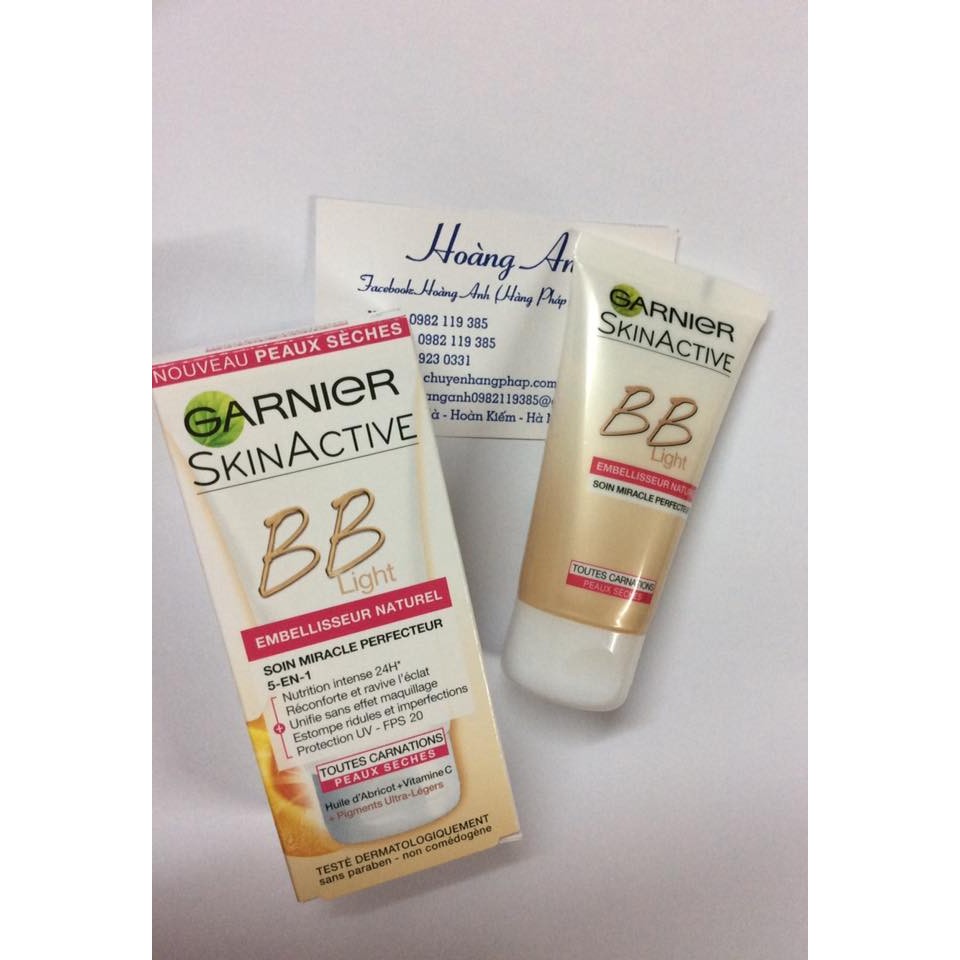 Hoàng An
Facebook: Hoàng Anh (Hàng Pháp
0982 119 385
0982 119 385
923 0331
chuyenhangphap.com
anganh0982119385@
à - Hoàn Kiếm - Hà
NOUVEAU PEAUX SÈCHES
GARNIER
SKINACTIVE
BB
Light
EMBELLISSEUR NATUREL
SOIN MIRACLE PERFECTEUR
5-EN-1
Nutrition intense 24H*
Réconforte et ravive l'éclat
+ Unifie sans effet maquillage
Estompe ridules et imperfections
Protection UV - FPS 20
TOUTES CARNATIONS
PEAUX SÈCHES
Huile d'Abricot + Vitamine C
+ Pigments Ultra-Légers
TESTÉ DERMATOLOGIQUEMENT
sans paraben - non comédogène
GARNIER
SKINACTIVE
BB
Light
EMBELLISSEUR NATUR
SOIN MIRACLE PERFECTEU
TOUTES CARNATIONS
PEAUX SÈCHES